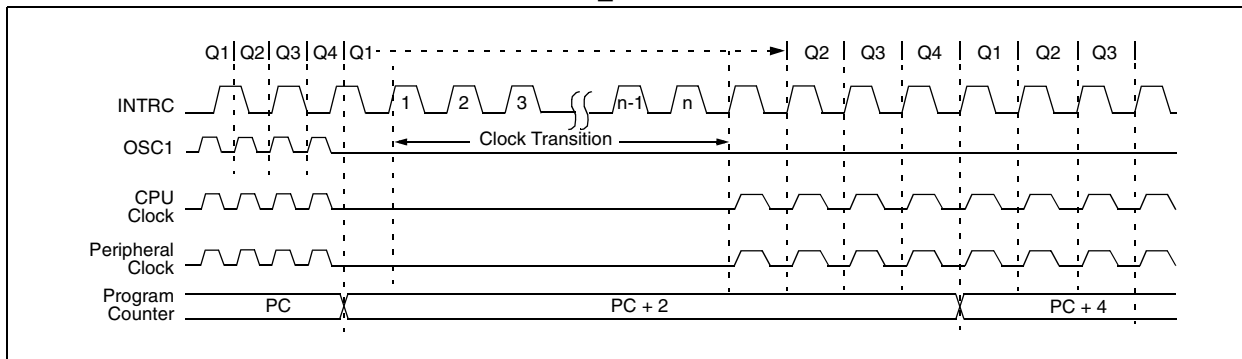 Q1 Q2 Q3 Q4 Q1 Q2 Q3 Q4 Q1 Q2 Q3
INTRC 1 2 3 n-1 n
OSC1 Clock Transition
CPU
Clock
Peripheral
Clock
Program
Counter PC PC + 2 PC + 4